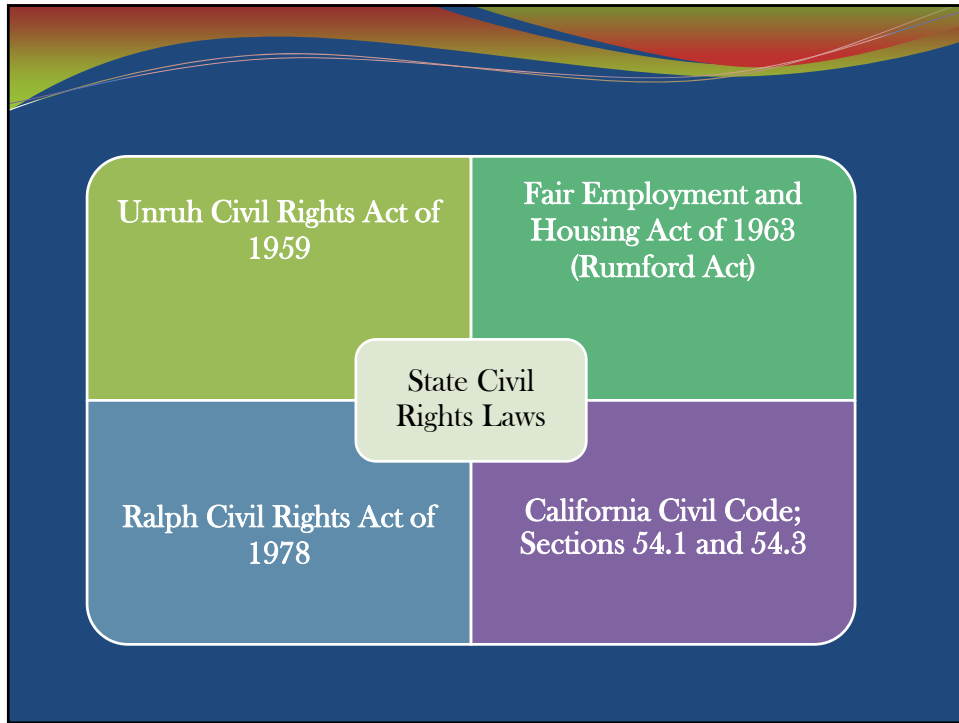 Unruh Civil Rights Act of
1959
Fair Employment and
Housing Act of 1963
(Rumford Act)
State Civil
Rights Laws
Ralph Civil Rights Act of
1978
California Civil Code;
Sections 54.1 and 54.3